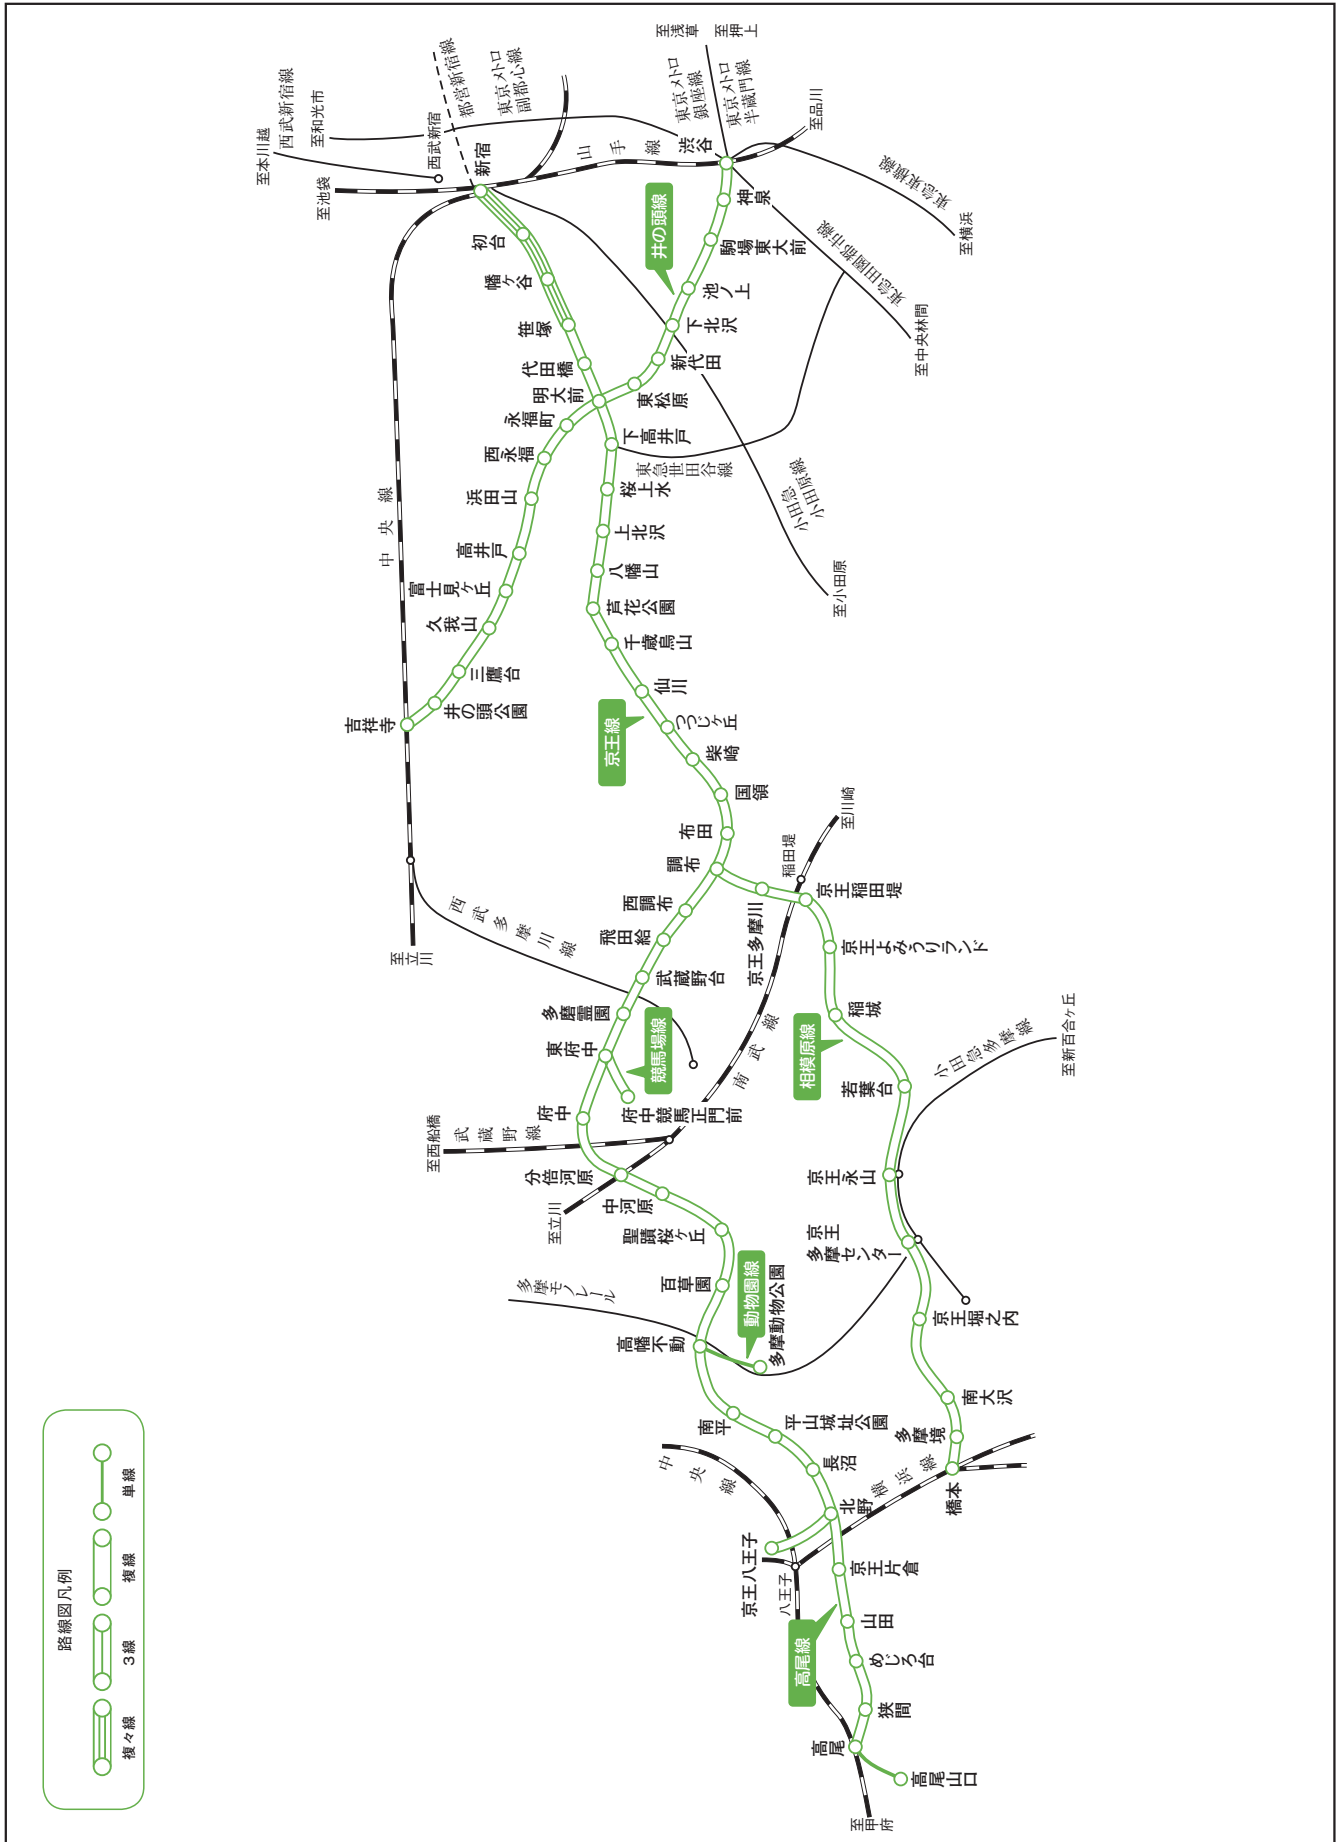 至浅草
至押上
東京メトロ
銀座線
東京メトロ
半蔵門線
都営新宿線
東京メトロ
副都心線
西武新宿線
至本川越
至和光市
西武新宿
至池袋
新宿
山手線
渋谷
至品川
東急東横線
至横浜
東急田園都市線
至中央林間
井の頭線
神泉
駒場東大前
池ノ上
下北沢
新代田
東松原
明大前
永福町
西永福
浜田山
高井戸
富士見ヶ丘
久我山
三鷹台
井の頭公園
吉祥寺
中央線
至立川
初台
幡ヶ谷
笹塚
代田橋
下高井戸
東急世田谷線
小田急
小田原線
至小田原
桜上水
上北沢
八幡山
芦花公園
千歳烏山
仙川
つつじヶ丘
柴崎
国領
布田
調布
京王線
西調布
飛田給
武蔵野台
多磨霊園
東府中
競馬場線
府中競馬正門前
府中
分倍河原
中河原
聖蹟桜ヶ丘
百草園
高幡不動
動物園線
多摩動物公園
南平
平山城址公園
長沼
北野
京王八王子
八王子
西武多摩川線
至西船橋
武蔵野線
至立川
南武線
稲田堤
至川崎
多摩モノレール
京王多摩川
京王稲田堤
京王よみうりランド
稲城
相模原線
若葉台
京王永山
京王
多摩センター
京王堀之内
南大沢
多摩境
橋本
小田急多摩線
至新百合ヶ丘
中央線
横浜線
京王片倉
山田
めじろ台
狭間
高尾
高尾山口
高尾線
至甲府
路線図凡例
単線
複線
3線
複々線